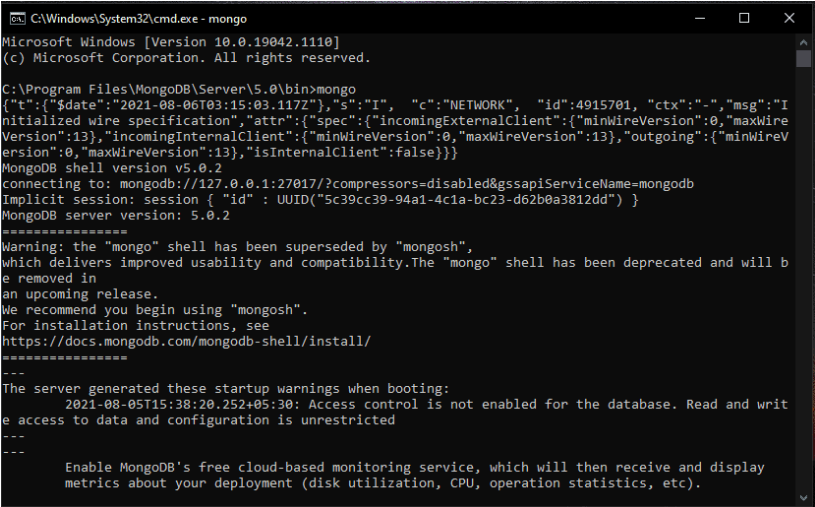 C:\Windows\System32\cmd.exe - mongo
Microsoft Windows [Version 10.0.19042.1110]
(c) Microsoft Corporation. All rights reserved.
C:\Program Files\MongoDB\Server\5.0\bin>mongo
{"t":{"$date":"2021-08-06T03:15:03.117Z"},"s":"I",  "c":"NETWORK",  "id":4915701, "ctx":"-","msg":"I
nitialized wire specification","attr":{"spec":{"incomingExternalClient":{"minWireVersion":0,"maxWire
Version":13},"incomingInternalClient":{"minWireVersion":0,"maxWireVersion":13},"outgoing":{"minWireV
ersion":0,"maxWireVersion":13},"isInternalClient":false}}}
MongoDB shell version v5.0.2
connecting to: mongodb://127.0.0.1:27017/?compressors=disabled&gssapiServiceName=mongodb
Implicit session: session { "id" : UUID("5c39cc39-94a1-4c1a-bc23-d62b0a3812dd") }
MongoDB server version: 5.0.2
================
Warning: the "mongo" shell has been superseded by "mongosh",
which delivers improved usability and compatibility.The "mongo" shell has been deprecated and will b
e removed in
an upcoming release.
We recommend you begin using "mongosh".
For installation instructions, see
https://docs.mongodb.com/mongodb-shell/install/
================
---
The server generated these startup warnings when booting:
        2021-08-05T15:38:20.252+05:30: Access control is not enabled for the database. Read and writ
e access to data and configuration is unrestricted
---
---
        Enable MongoDB's free cloud-based monitoring service, which will then receive and display
        metrics about your deployment (disk utilization, CPU, operation statistics, etc).